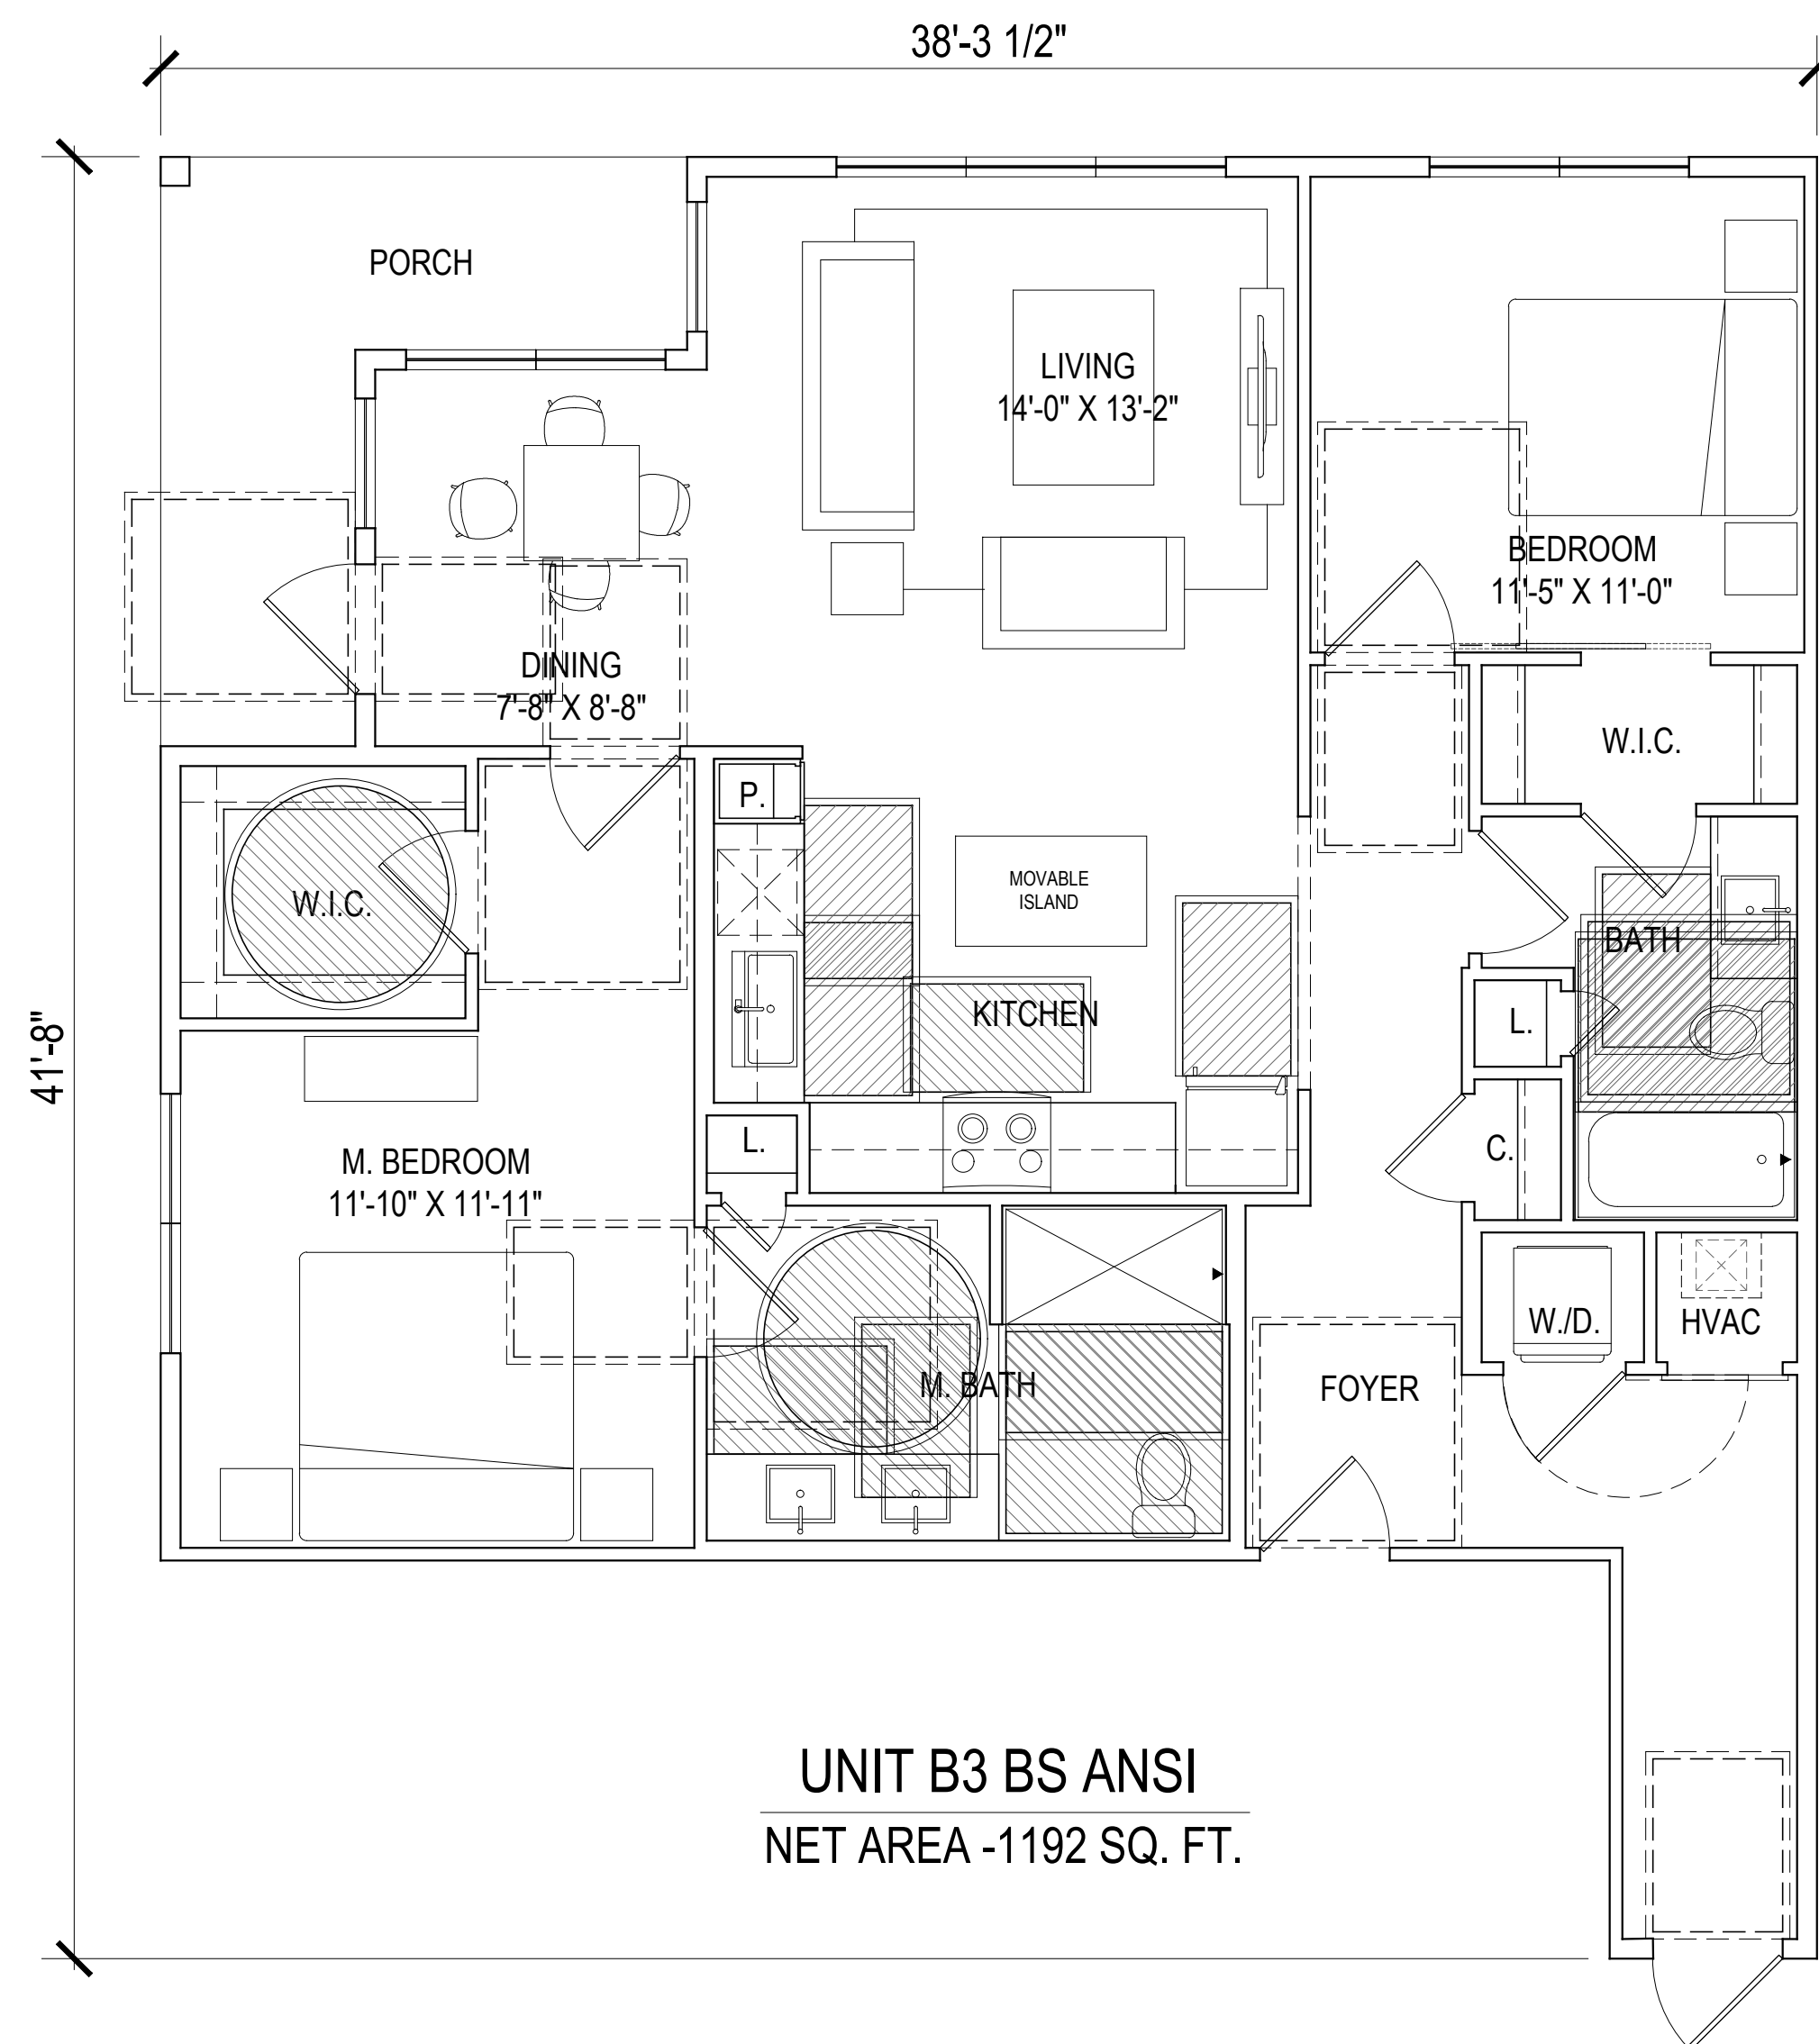 38'-3 1/2"
PORCH
LIVING
14'-0" X 13'-2"
BEDROOM
11'-5" X 11'-0"
DINING
7'-8" X 8'-8"
W.I.C.
P.
MOVABLE
ISLAND
W.I.C.
BATH
KITCHEN
L.
41'-8"
L.
C.
M. BEDROOM
11'-10" X 11'-11"
W./D.
HVAC
M. BATH
FOYER
UNIT B3 BS ANSI
NET AREA -1192 SQ. FT.